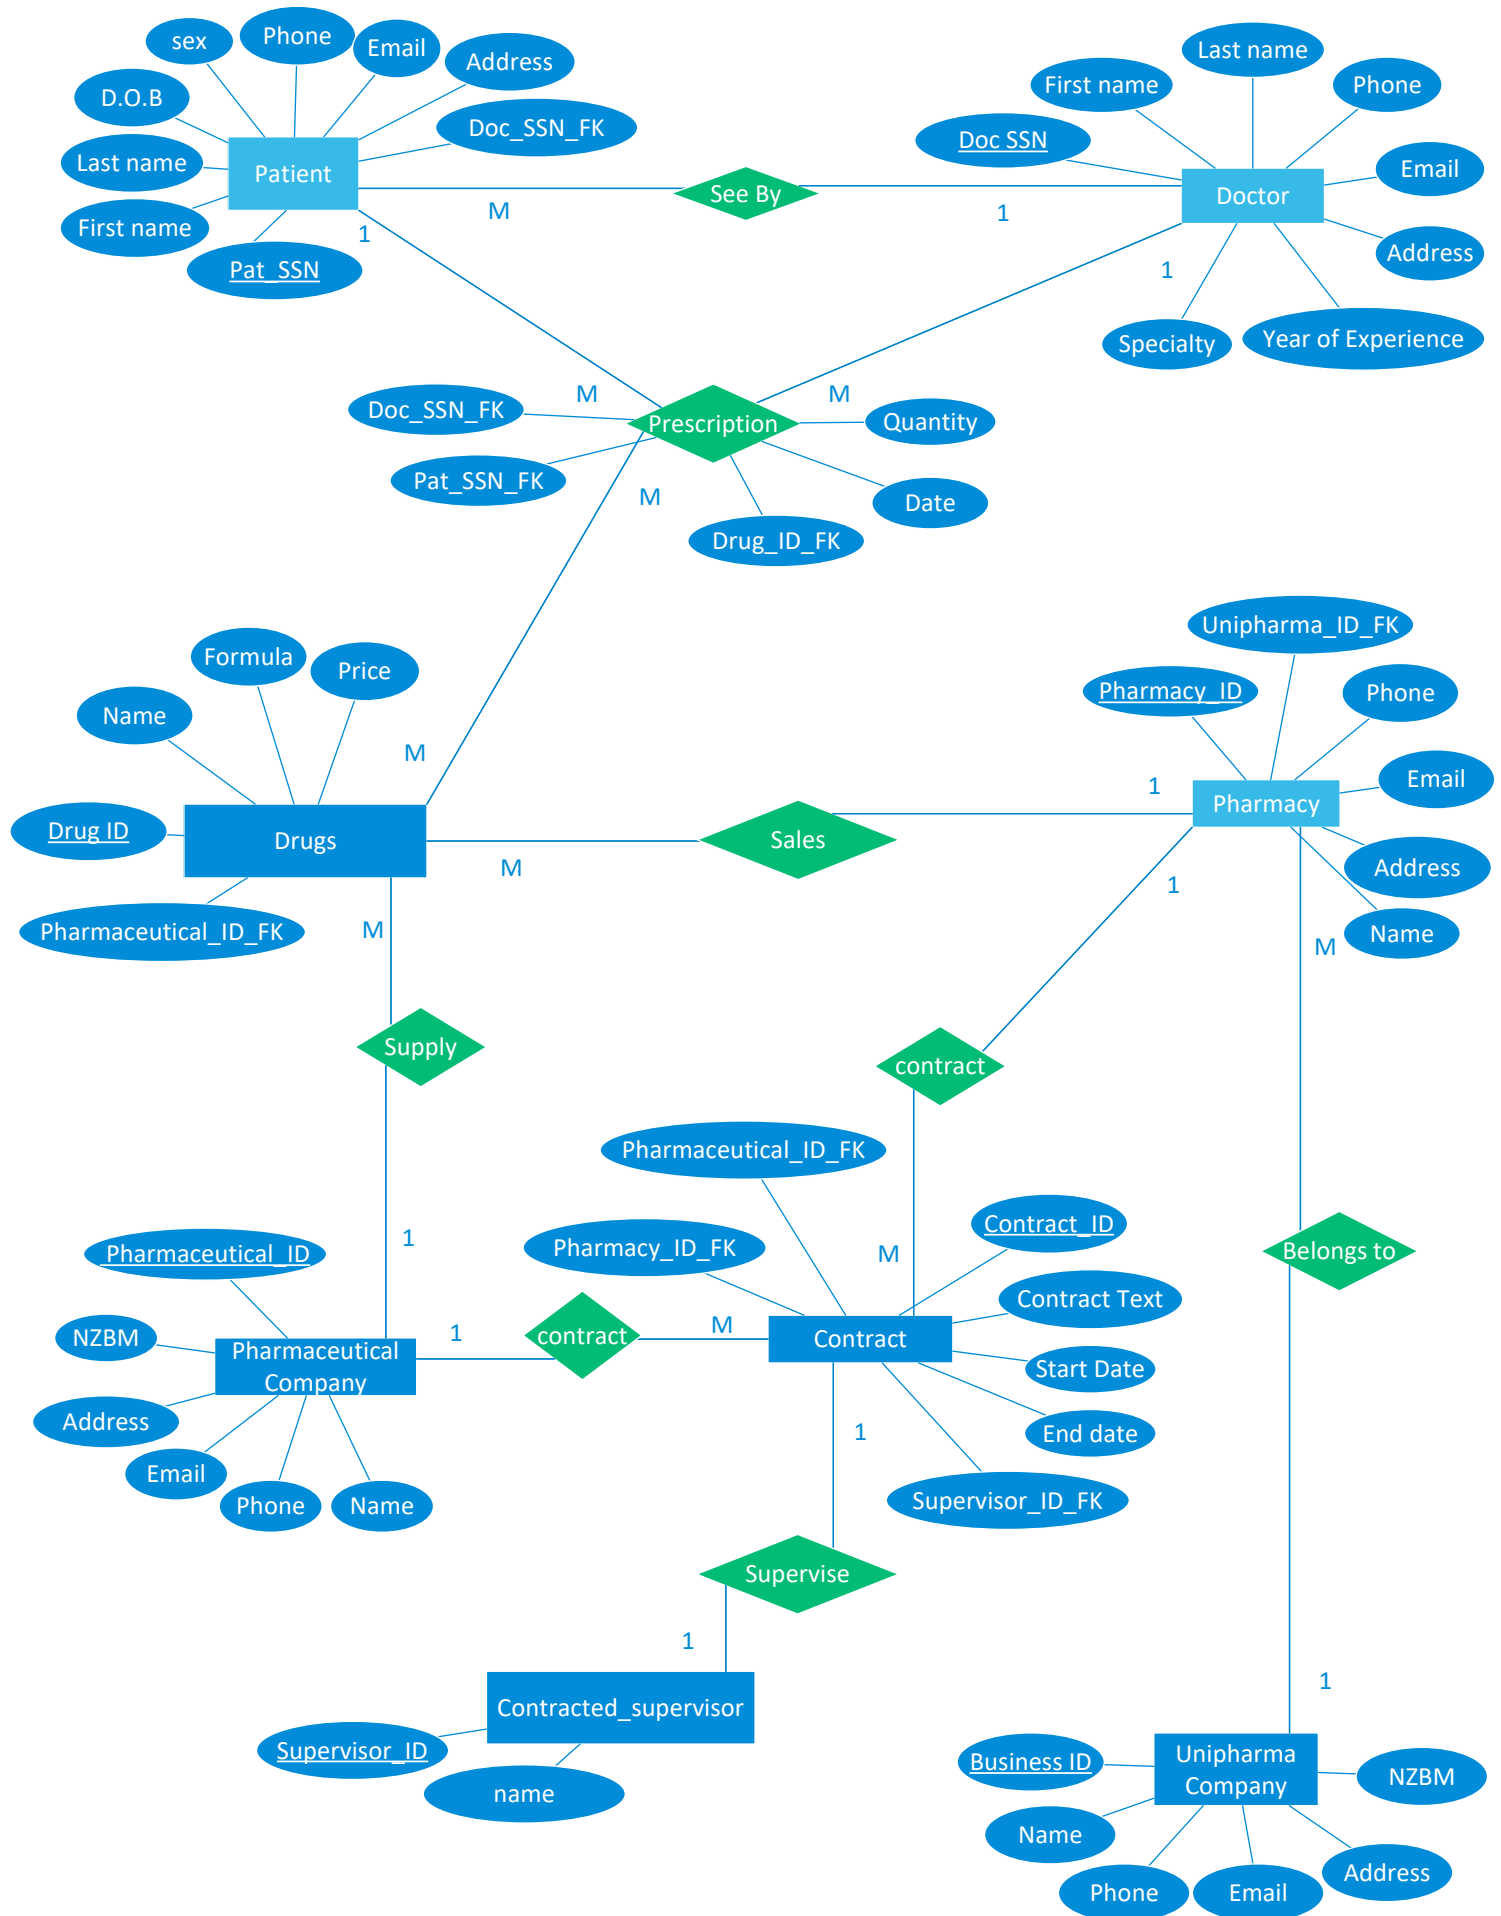 sex
Phone
Email
Address
D.O.B
Doc_SSN_FK
Last name
Patient
First name
Pat_SSN
M
1
See By
1
Last name
First name
Phone
Doc SSN
Email
Doctor
Address
1
Specialty
Year of Experience
M
M
Doc_SSN_FK
Prescription
Quantity
Pat_SSN_FK
M
Date
Drug_ID_FK
Formula
Price
Name
M
Drug ID
Drugs
M
Pharmaceutical_ID_FK
M
Sales
Unipharma_ID_FK
Pharmacy_ID
Phone
1
Email
Pharmacy
Address
1
Name
M
Supply
contract
Pharmaceutical_ID_FK
Contract_ID
Pharmacy_ID_FK
M
Belongs to
1
Pharmaceutical_ID
NZBM
Pharmaceutical
Company
1
contract
M
Contract
Contract Text
Start Date
Address
End date
1
Email
Phone
Name
Supervisor_ID_FK
Supervise
1
Contracted_supervisor
Supervisor_ID
name
1
Business ID
Unipharma
Company
NZBM
Name
Address
Phone
Email